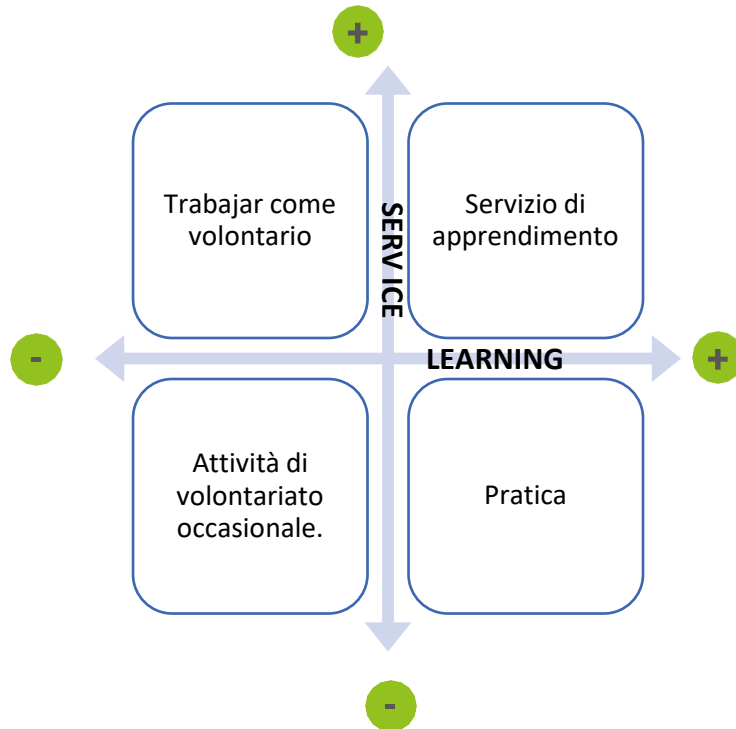 +
Trabajar come
volontario
Servizio di
apprendimento
SERV ICE
-
LEARNING
+
Attività di
volontariato
occasionale.
Pratica
-